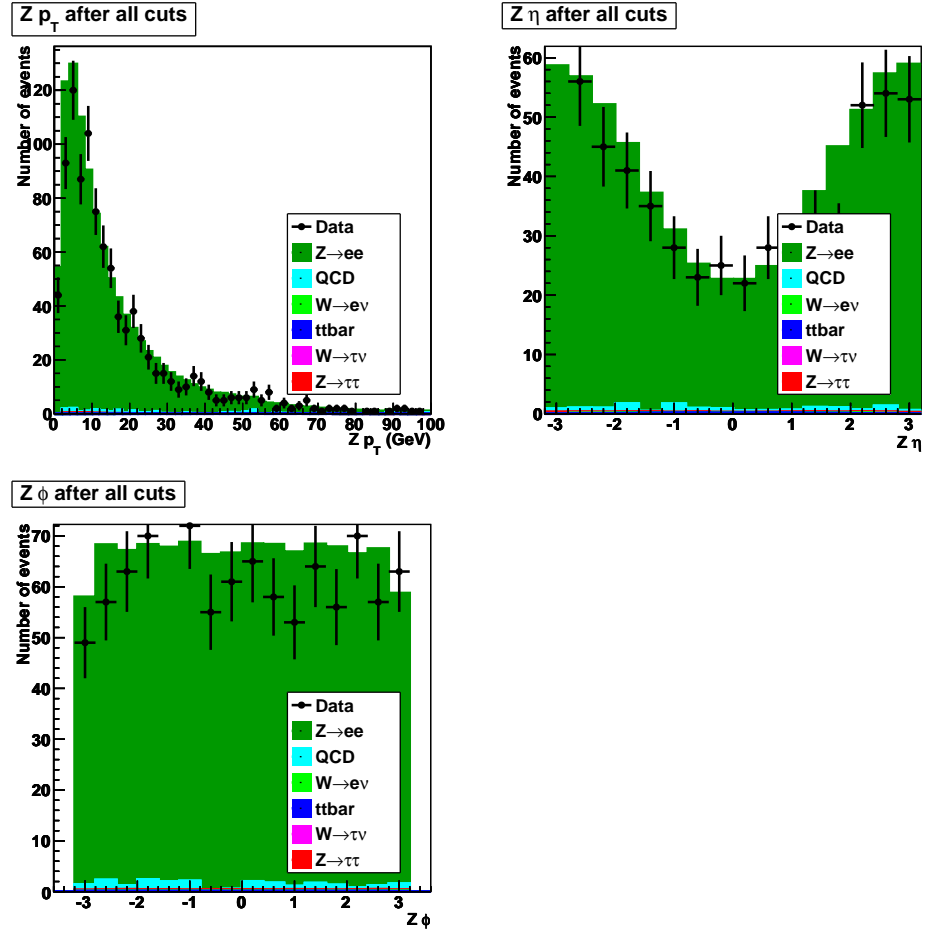 Z pT after all cuts
Number of events
120
100
80
60
40
20
0
Data
Z→ee
QCD
W→eν
ttbar
W→τν
Z→ττ
0 10 20 30 40 50 60 70 80 90 100
Z pT (GeV)
Z η after all cuts
Number of events
60
50
40
30
20
10
0
Data
Z→ee
QCD
W→eν
ttbar
W→τν
Z→ττ
-3 -2 -1 0 1 2 3
Z η
Z ϕ after all cuts
Number of events
70
60
50
40
30
20
10
0
Data
Z→ee
QCD
W→eν
ttbar
W→τν
Z→ττ
-3 -2 -1 0 1 2 3
Z ϕ